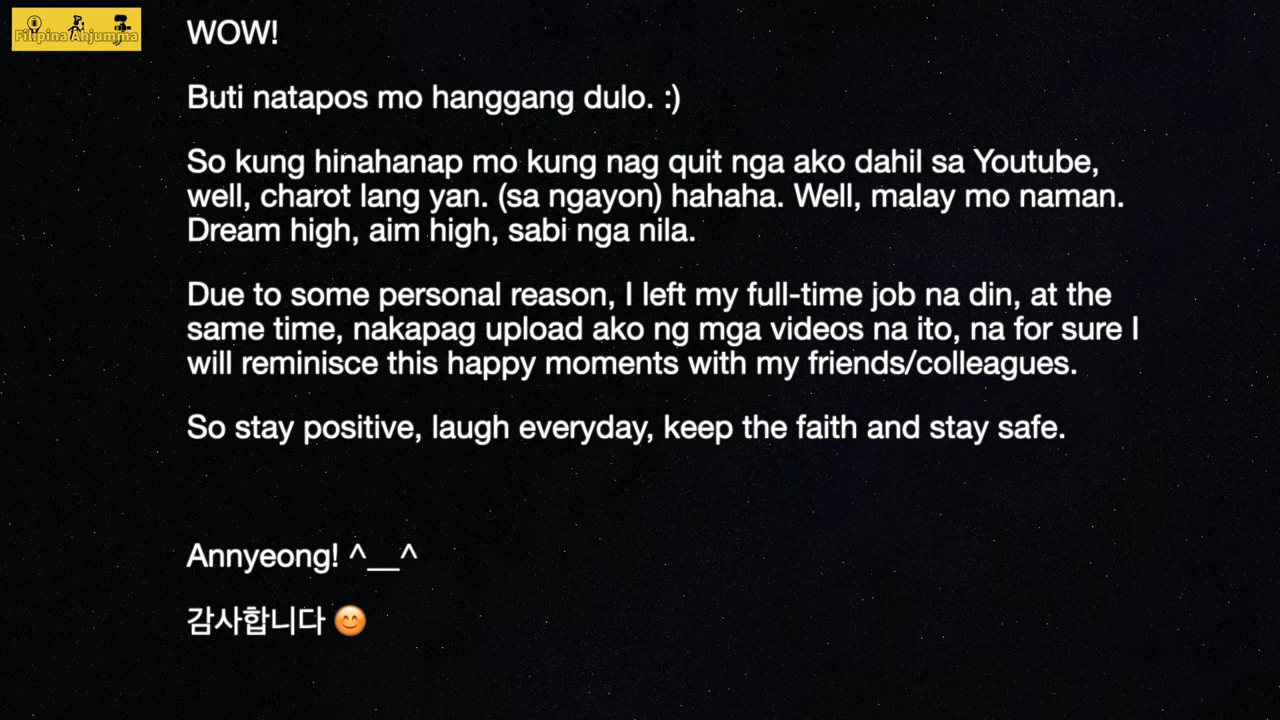 Filipina Ahjumma
WOW!
Buti natapos mo hanggang dulo. :)
So kung hinahanap mo kung nag quit nga ako dahil sa Youtube,
well, charot lang yan. (sa ngayon) hahaha. Well, malay mo naman.
Dream high, aim high, sabi nga nila.
Due to some personal reason, I left my full-time job na din, at the
same time, nakapag upload ako ng mga videos na ito, na for sure I
will reminisce this happy moments with my friends/colleagues.
So stay positive, laugh everyday, keep the faith and stay safe.
Annyeong! ^__^
감사합니다 😊